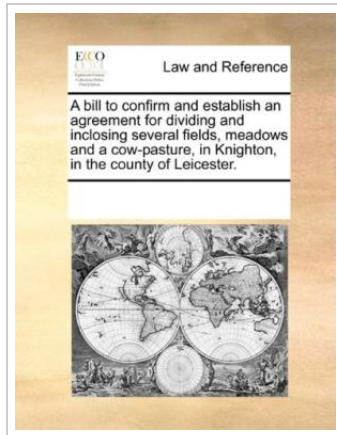 ECCO
Law and Reference
A bill to confirm and establish an
agreement for dividing and
inclosing several fields, meadows
and a cow-pasture, in Knighton,
in the county of Leicester.